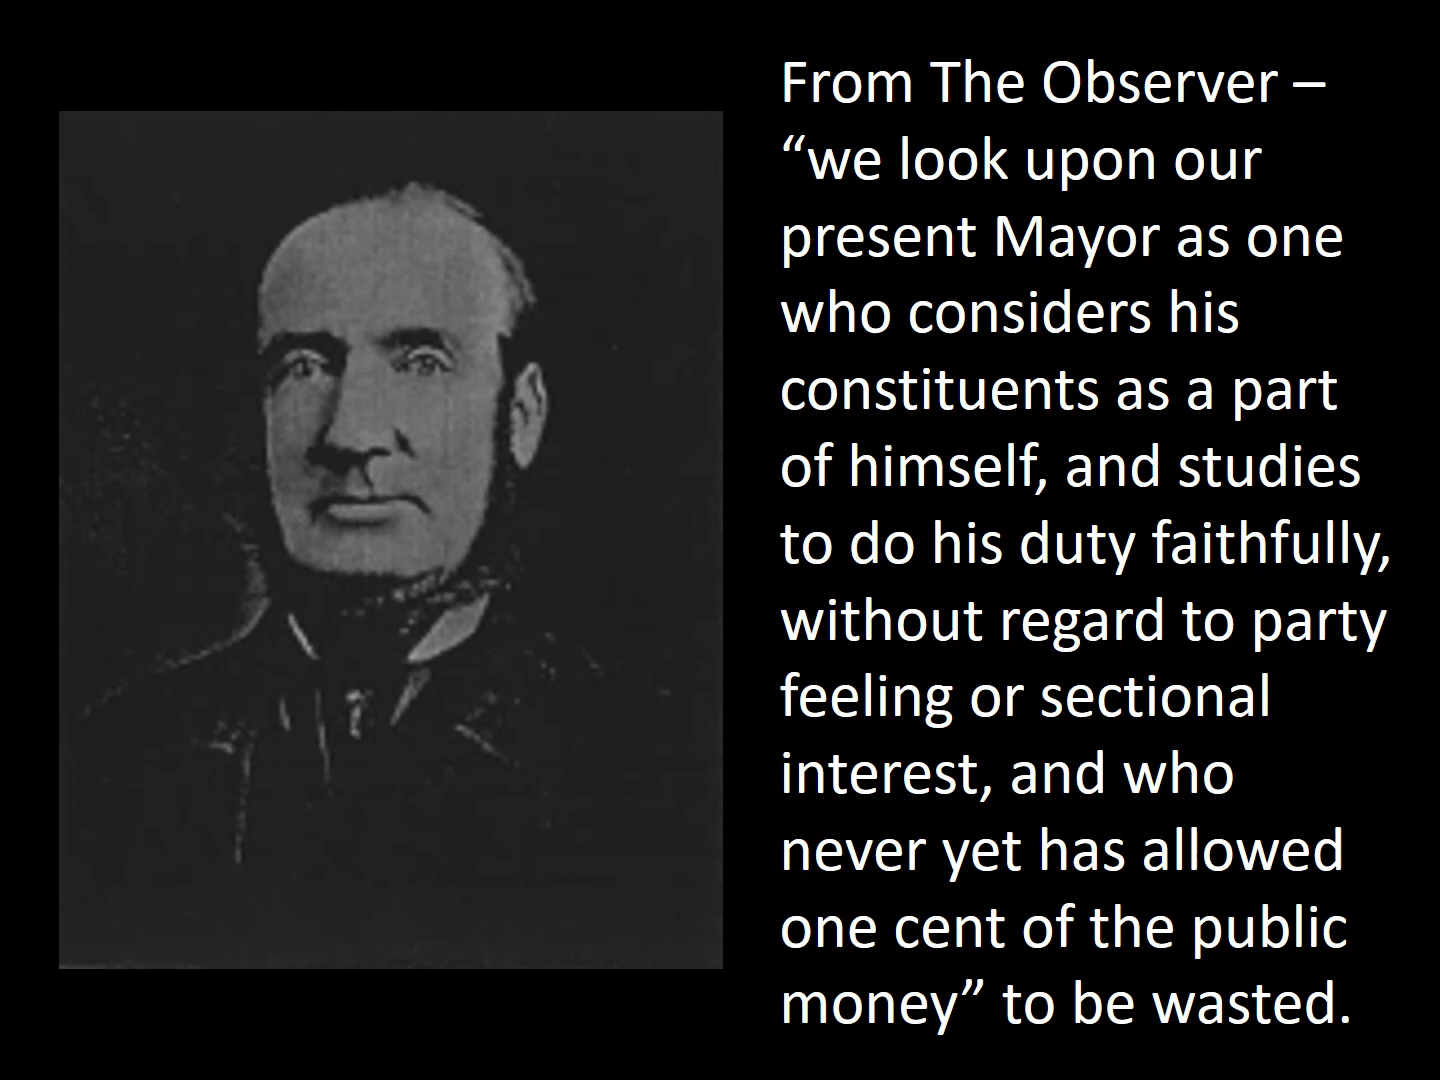 From The Observer –
“we look upon our
present Mayor as one
who considers his
constituents as a part
of himself, and studies
to do his duty faithfully,
without regard to party
feeling or sectional
interest, and who
never yet has allowed
one cent of the public
money” to be wasted.